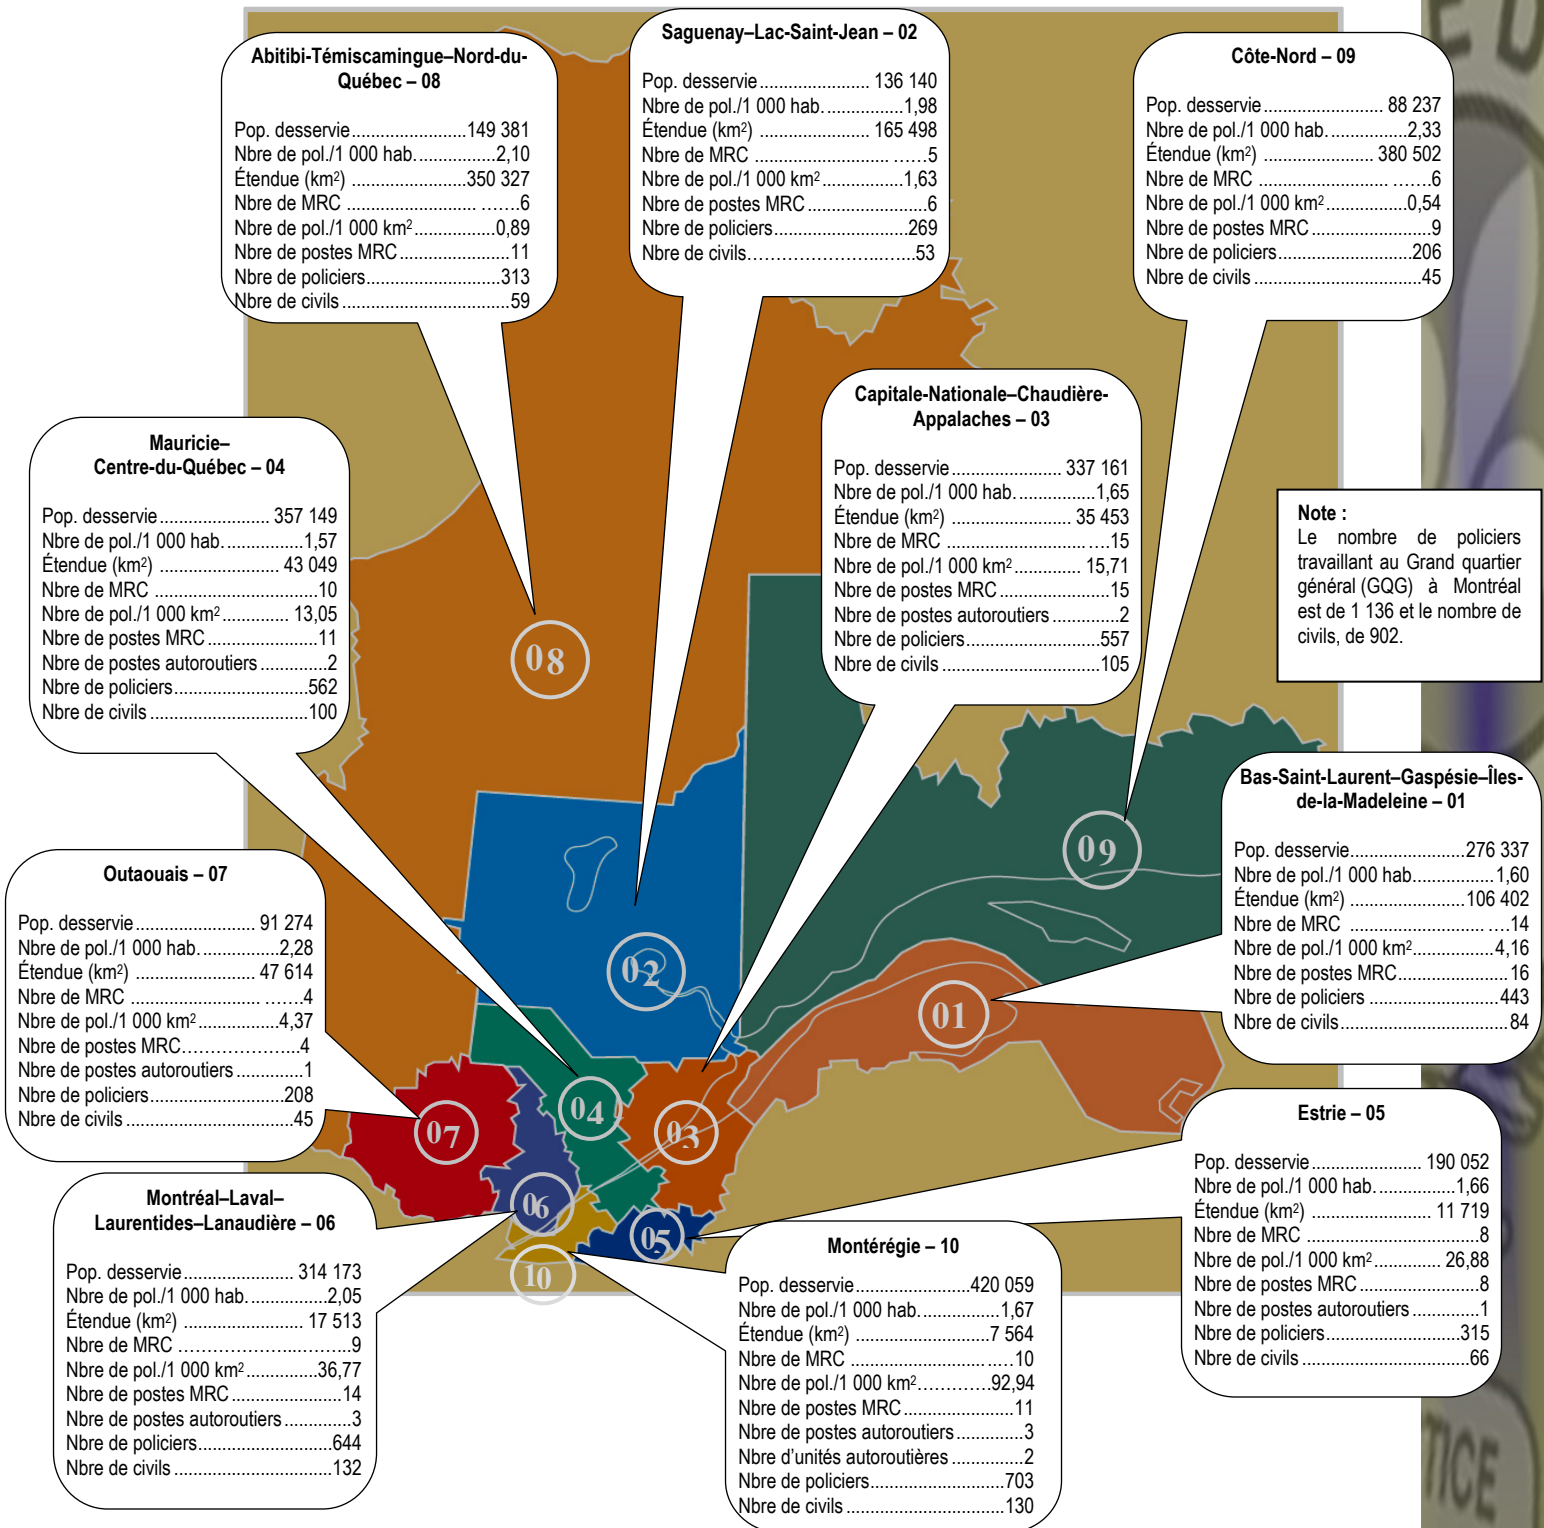 Abitibi-Témiscamingue–Nord-du-
Québec – 08
Pop. desservie.......................149 381
Nbre de pol./1 000 hab................2,10
Étendue (km²) .......................350 327
Nbre de MRC .......................... .......6
Nbre de pol./1 000 km².................0,89
Nbre de postes MRC.......................11
Nbre de policiers...........................313
Nbre de civils ..................................59
Saguenay–Lac-Saint-Jean – 02
Pop. desservie....................... 136 140
Nbre de pol./1 000 hab.................1,98
Étendue (km²) ....................... 165 498
Nbre de MRC ........................... ......5
Nbre de pol./1 000 km².................1,63
Nbre de postes MRC.........................6
Nbre de policiers............................269
Nbre de civils.................................53
Côte-Nord – 09
Pop. desservie ........................ 88 237
Nbre de pol./1 000 hab.................2,33
Étendue (km²) ....................... 380 502
Nbre de MRC .......................... .......6
Nbre de pol./1 000 km².................0,54
Nbre de postes MRC.........................9
Nbre de policiers............................206
Nbre de civils ..................................45
Capitale-Nationale–Chaudière-
Appalaches – 03
Pop. desservie....................... 337 161
Nbre de pol./1 000 hab.................1,65
Étendue (km²) ......................... 35 453
Nbre de MRC ............................ ....15
Nbre de pol./1 000 km²............... 15,71
Nbre de postes MRC.......................15
Nbre de postes autoroutiers ..............2
Nbre de policiers............................557
Nbre de civils ................................105
Mauricie–
Centre-du-Québec – 04
Pop. desservie....................... 357 149
Nbre de pol./1 000 hab.................1,57
Étendue (km²) ......................... 43 049
Nbre de MRC ..................................10
Nbre de pol./1 000 km²............... 13,05
Nbre de postes MRC.......................11
Nbre de postes autoroutiers ..............2
Nbre de policiers............................562
Nbre de civils .................................100
Note :
Le nombre de policiers
travaillant au Grand quartier
général (GQG) à Montréal
est de 1 136 et le nombre de
civils, de 902.
08
Bas-Saint-Laurent–Gaspésie–Îles-
de-la-Madeleine – 01
Pop. desservie........................276 337
Nbre de pol./1 000 hab..................1,60
Étendue (km²) ........................106 402
Nbre de MRC ............................ ....14
Nbre de pol./1 000 km².................4,16
Nbre de postes MRC.......................16
Nbre de policiers ...........................443
Nbre de civils...................................84
09
Outaouais – 07
Pop. desservie......................... 91 274
Nbre de pol./1 000 hab.................2,28
Étendue (km²) ......................... 47 614
Nbre de MRC ........................... ......4
Nbre de pol./1 000 km².................4,37
Nbre de postes MRC.........................4
Nbre de postes autoroutiers .............1
Nbre de policiers............................208
Nbre de civils ..................................45
02
01
04
03
07
Estrie – 05
Pop. desservie....................... 190 052
Nbre de pol./1 000 hab.................1,66
Étendue (km²) ......................... 11 719
Nbre de MRC ...................................8
Nbre de pol./1 000 km²............... 26,88
Nbre de postes MRC.........................8
Nbre de postes autoroutiers .............1
Nbre de policiers............................315
Nbre de civils ..................................66
Montréal–Laval–
Laurentides–Lanaudière – 06
Pop. desservie....................... 314 173
Nbre de pol./1 000 hab.................2,05
Étendue (km²) ......................... 17 513
Nbre de MRC ..................................9
Nbre de pol./1 000 km²...............36,77
Nbre de postes MRC.......................14
Nbre de postes autoroutiers .............3
Nbre de policiers............................644
Nbre de civils ................................132
06
05
10
Montérégie – 10
Pop. desservie........................420 059
Nbre de pol./1 000 hab.................1,67
Étendue (km²) ............................7 564
Nbre de MRC ............................ .....10
Nbre de pol./1 000 km²...............92,94
Nbre de postes MRC.......................11
Nbre de postes autoroutiers..............3
Nbre d'unités autoroutières ..............2
Nbre de policiers............................703
Nbre de civils ................................130
TICE